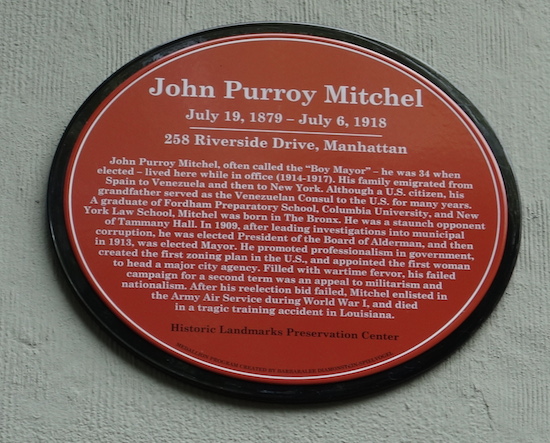 John Purroy Mitchel
July 19, 1879 – July 6, 1918
258 Riverside Drive, Manhattan
John Purroy Mitchel, often called the “Boy Mayor” – he was 34 when
elected – lived here while in office (1914-1917). His family emigrated from
Spain to Venezuela and then to New York. Although a U.S. citizen, his
grandfather served as the Venezuelan Consul to the U.S. for many years.
A graduate of Fordham Preparatory School, Columbia University, and New
York Law School, Mitchel was born in The Bronx. He was a staunch opponent
of Tammany Hall. In 1909, after leading investigations into municipal
corruption, he was elected President of the Board of Alderman, and then
in 1913, was elected Mayor. He promoted professionalism in government,
created the first zoning plan in the U.S., and appointed the first woman
to head a major city agency. Filled with wartime fervor, his failed
campaign for a second term was an appeal to militarism and
nationalism. After his reelection bid failed, Mitchel enlisted in
the Army Air Service during World War I, and died
in a tragic training accident in Louisiana.
Historic Landmarks Preservation Center
MEDALLION PROGRAM CREATED BY BARBARALEE DIAMONSTEIN-SPIELVOGEL